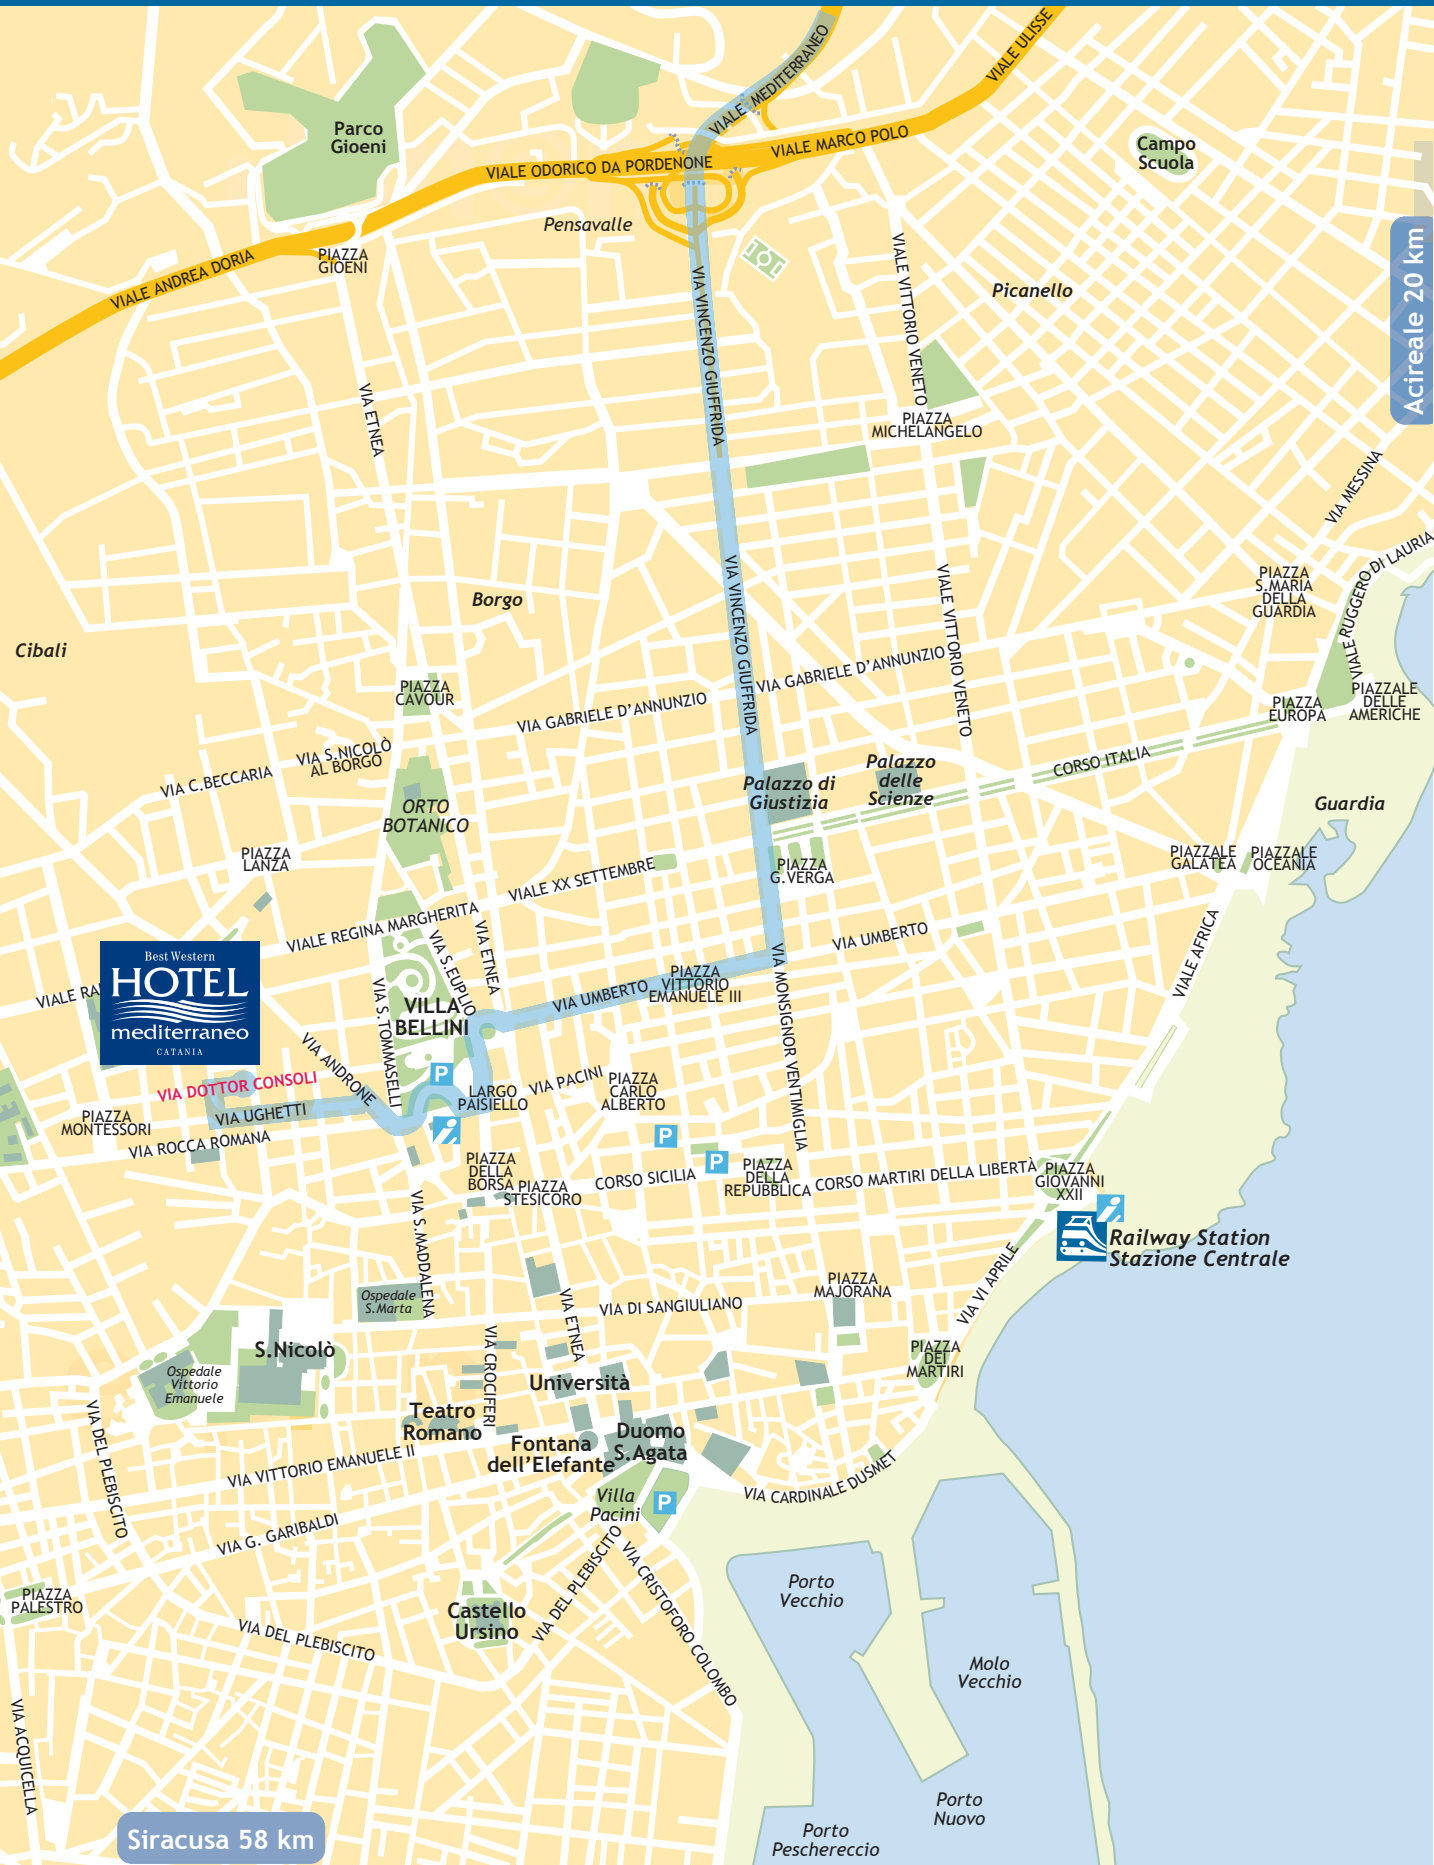 VIALE MEDITERRANEO
VIALE ULISSE
VIALE MARCO POLO
VIALE ODORICO DA PORDENONE
Parco
Gioeni
Campo
Scuola
Pensavalle
PIAZZA
GIOENI
VIALE ANDREA DORIA
VIA VINCENZO GIUFFRIDA
VIALE VITTORIO VENETO
Picanello
Acireale 20 km
VIA ETNEA
PIAZZA
MICHELANGELO
VIA MESSINA
VIALE RUGGERO DI LAURIA
PIAZZA
S.MARIA
DELLA
GUARDIA
Borgo
Cibali
VIA VINCENZO GIUFFRIDA
VIALE VITTORIO VENETO
VIA GABRIELE D'ANNUNZIO
VIA GABRIELE D'ANNUNZIO
PIAZZA
CAVOUR
PIAZZA
EUROPA
PIAZZALE
DELLE
AMERICHE
VIA S.NICOLÒ
AL BORGO
VIA C.BECCARIA
CORSO ITALIA
Palazzo di
Giustizia
Palazzo
delle
Scienze
Guardia
ORTO
BOTANICO
PIAZZA
LANZA
PIAZZA
G.VERGA
PIAZZALE
GALATEA
PIAZZALE
OCEANIA
VIALE XX SETTEMBRE
VIALE REGINA MARGHERITA
VIA S.EUPLIO
VIA ETNEA
VIA UMBERTO
VIALE AFRICA
Best Western
HOTEL
mediterraneo
CATANIA
VIALE
VIA S.TOMMASELLI
VILLA
BELLINI
VIA UMBERTO
PIAZZA
VITTORIO
EMANUELE III
VIA MONSIGNOR VENTIMIGLIA
VIA ANDRONE
P
VIA DOTTOR CONSOLI
LARGO
PAISIELLO
VIA PACINI
PIAZZA
CARLO
ALBERTO
PIAZZA
MONTESSORI
VIA UGHETTI
VIA ROCCA ROMANA
i
P
P
PIAZZA
DELLA
BORSA
PIAZZA
STESICORO
CORSO SICILIA
PIAZZA
DELLA
REPUBBLICA
CORSO MARTIRI DELLA LIBERTÀ
PIAZZA
GIOVANNI
XXII
i
Railway Station
Stazione Centrale
VIA S.MADDALENA
VIA VI APRILE
Ospedale
S.Marta
VIA ETNEA
VIA DI SANGIULIANO
PIAZZA
MAJORANA
VIA CROCIFERI
S.Nicolò
Ospedale
Vittorio
Emanuele
PIAZZA
DEI
MARTIRI
Università
VIA DEL PLEBISCITO
Teatro
Romano
Fontana
dell'Elefante
Duomo
S.Agata
VIA VITTORIO EMANUELE II
VIA CARDINALE DUSMET
Villa
Pacini
P
VIA G. GARIBALDI
VIA DEL PLEBISCITO
VIA CRISTOFORO COLOMBO
Porto
Vecchio
PIAZZA
PALESTRO
Castello
Ursino
VIA DEL PLEBISCITO
Molo
Vecchio
VIA ACQUICELLA
Porto
Nuovo
Siracusa 58 km
Porto
Peschereccio